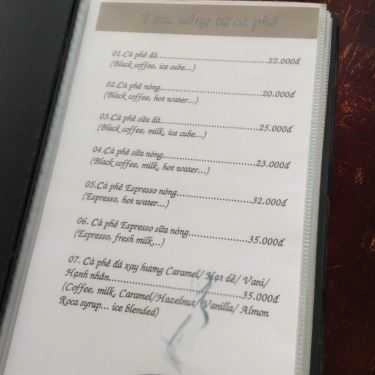 từ cà phê
01.Cà phê đá.....................................22.000đ
(Black coffee, ice cube...)
02.Cà phê nóng...............................20.000đ
(Black coffee, hot water...)
03.Cà phê sữa đá.............................25.000đ
(Black coffee, milk, ice cube...)
04.Cà phê sữa nóng..........................23.000đ
(Black coffee, milk, hot water...)
05.Cà phê Espresso nóng....................32.000đ
(Espresso, hot water...)
06. Cà phê Espresso sữa nóng...............35.000đ
(Espresso, fresh milk,..)
07. Cà phê đá xay hương Caramel/ Hạt dẻ/ Vani/
Hạnh nhân...............................35.000đ
(Coffee, milk, Caramel/Hazelnut/ Vanilla/ Almon
Roca syrup... ice blended)